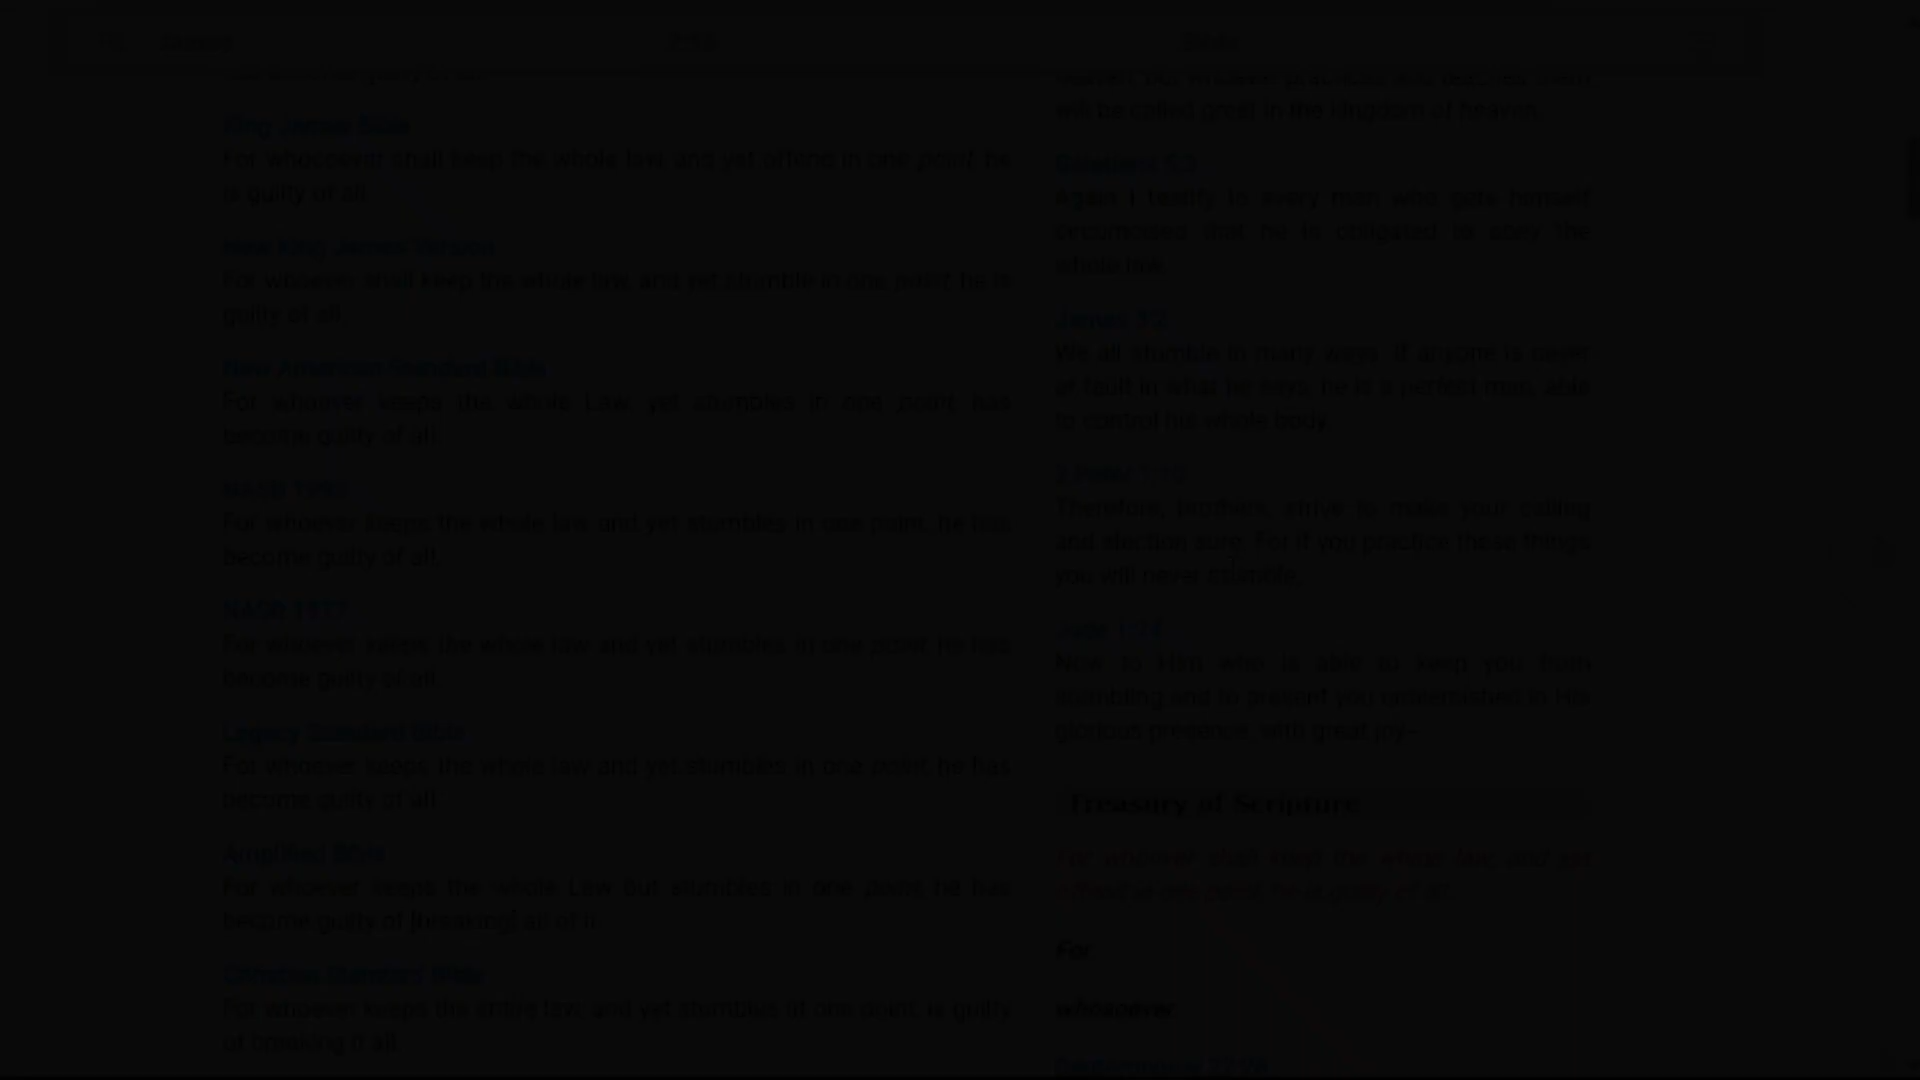 King James Bible
For whosoever shall keep the whole law, and yet offend in one point, he
is guilty of all.
New King James Version
For whoever shall keep the whole law, and yet stumble in one point, he is
guilty of all.
New American Standard Bible
For whoever keeps the whole Law, yet stumbles in one point, has
become guilty of all.
NASB 1995
For whoever keeps the whole law and yet stumbles in one point, he has
become guilty of all.
NASB 1977
For whoever keeps the whole law and yet stumbles in one point, he has
become guilty of all.
Legacy Standard Bible
For whoever keeps the whole law and yet stumbles in one point, he has
become guilty of all.
Amplified Bible
For whoever keeps the whole Law but stumbles in one point, he has
become guilty of [breaking] all of it.
Christian Standard Bible
For whoever keeps the entire law, and yet stumbles at one point, is guilty
of breaking it all.
heaven; but whoever practices and teaches them
will be called great in the kingdom of heaven.
Galatians 5:3
Again I testify to every man who gets himself
circumcised that he is obligated to obey the
whole law.
James 3:2
We all stumble in many ways. If anyone is never
at fault in what he says, he is a perfect man, able
to control his whole body.
2 Peter 1:10
Therefore, brothers, strive to make your calling
and election sure. For if you practice these things
you will never stumble,
Jude 1:24
Now to Him who is able to keep you from
stumbling and to present you unblemished in His
glorious presence, with great joy—
Treasury of Scripture
For whoever shall keep the whole law, and yet
For
whosoever